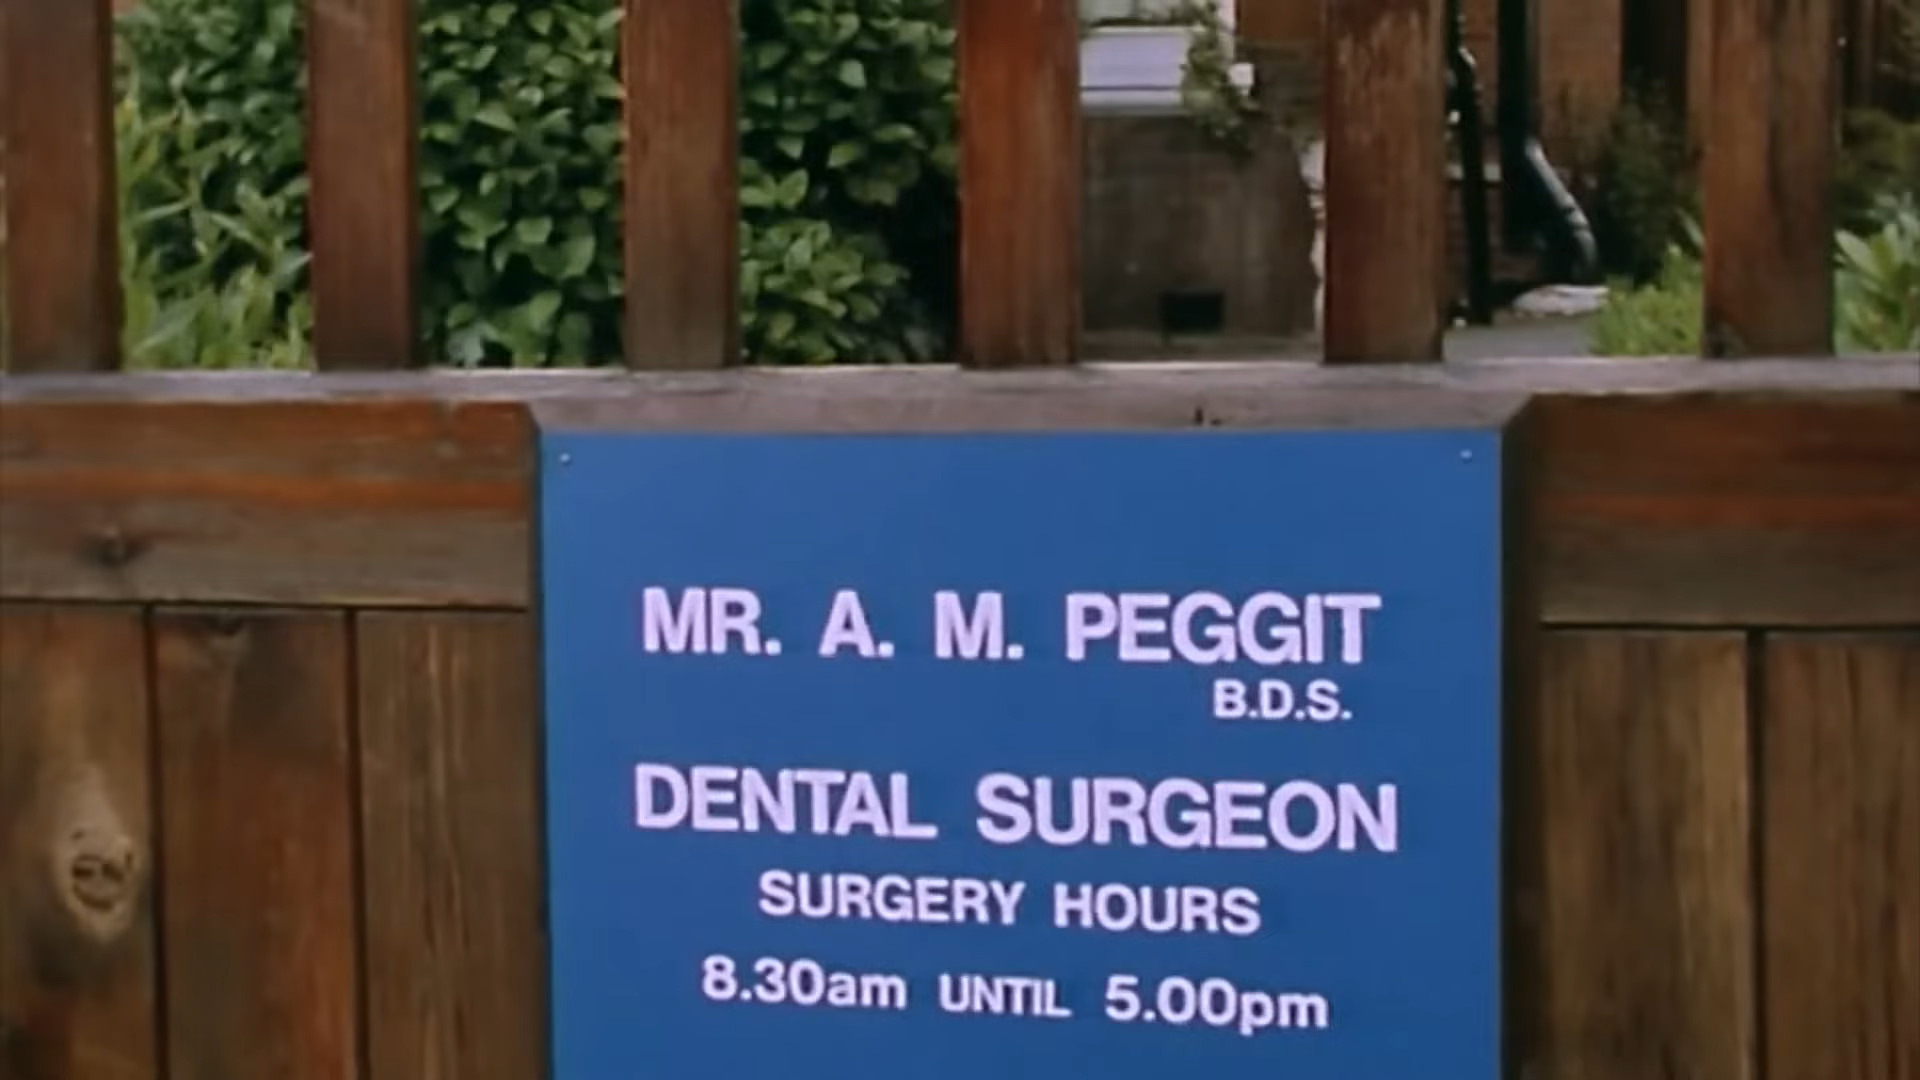 MR. A. M. PEGGIT
B.D.S.
DENTAL SURGEON
SURGERY HOURS
8.30am UNTIL 5.00pm